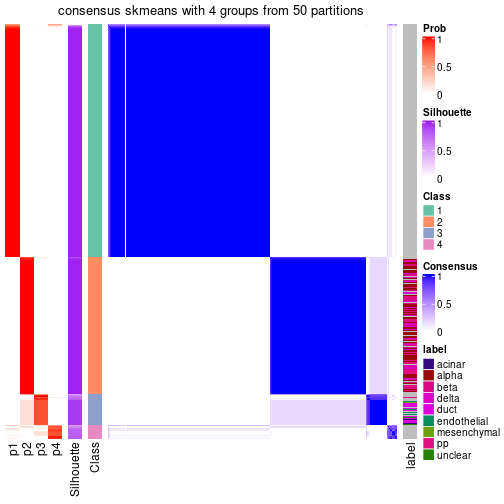 consensus skmeans with 4 groups from 50 partitions
p1
p2
p3
p4
Silhouette
Class
label
Prob
1
0.5
0
Silhouette
1
0.5
0
Class
1
2
3
4
Consensus
1
0.5
0
label
acinar
alpha
beta
delta
duct
endothelial
mesenchymal
pp
unclear